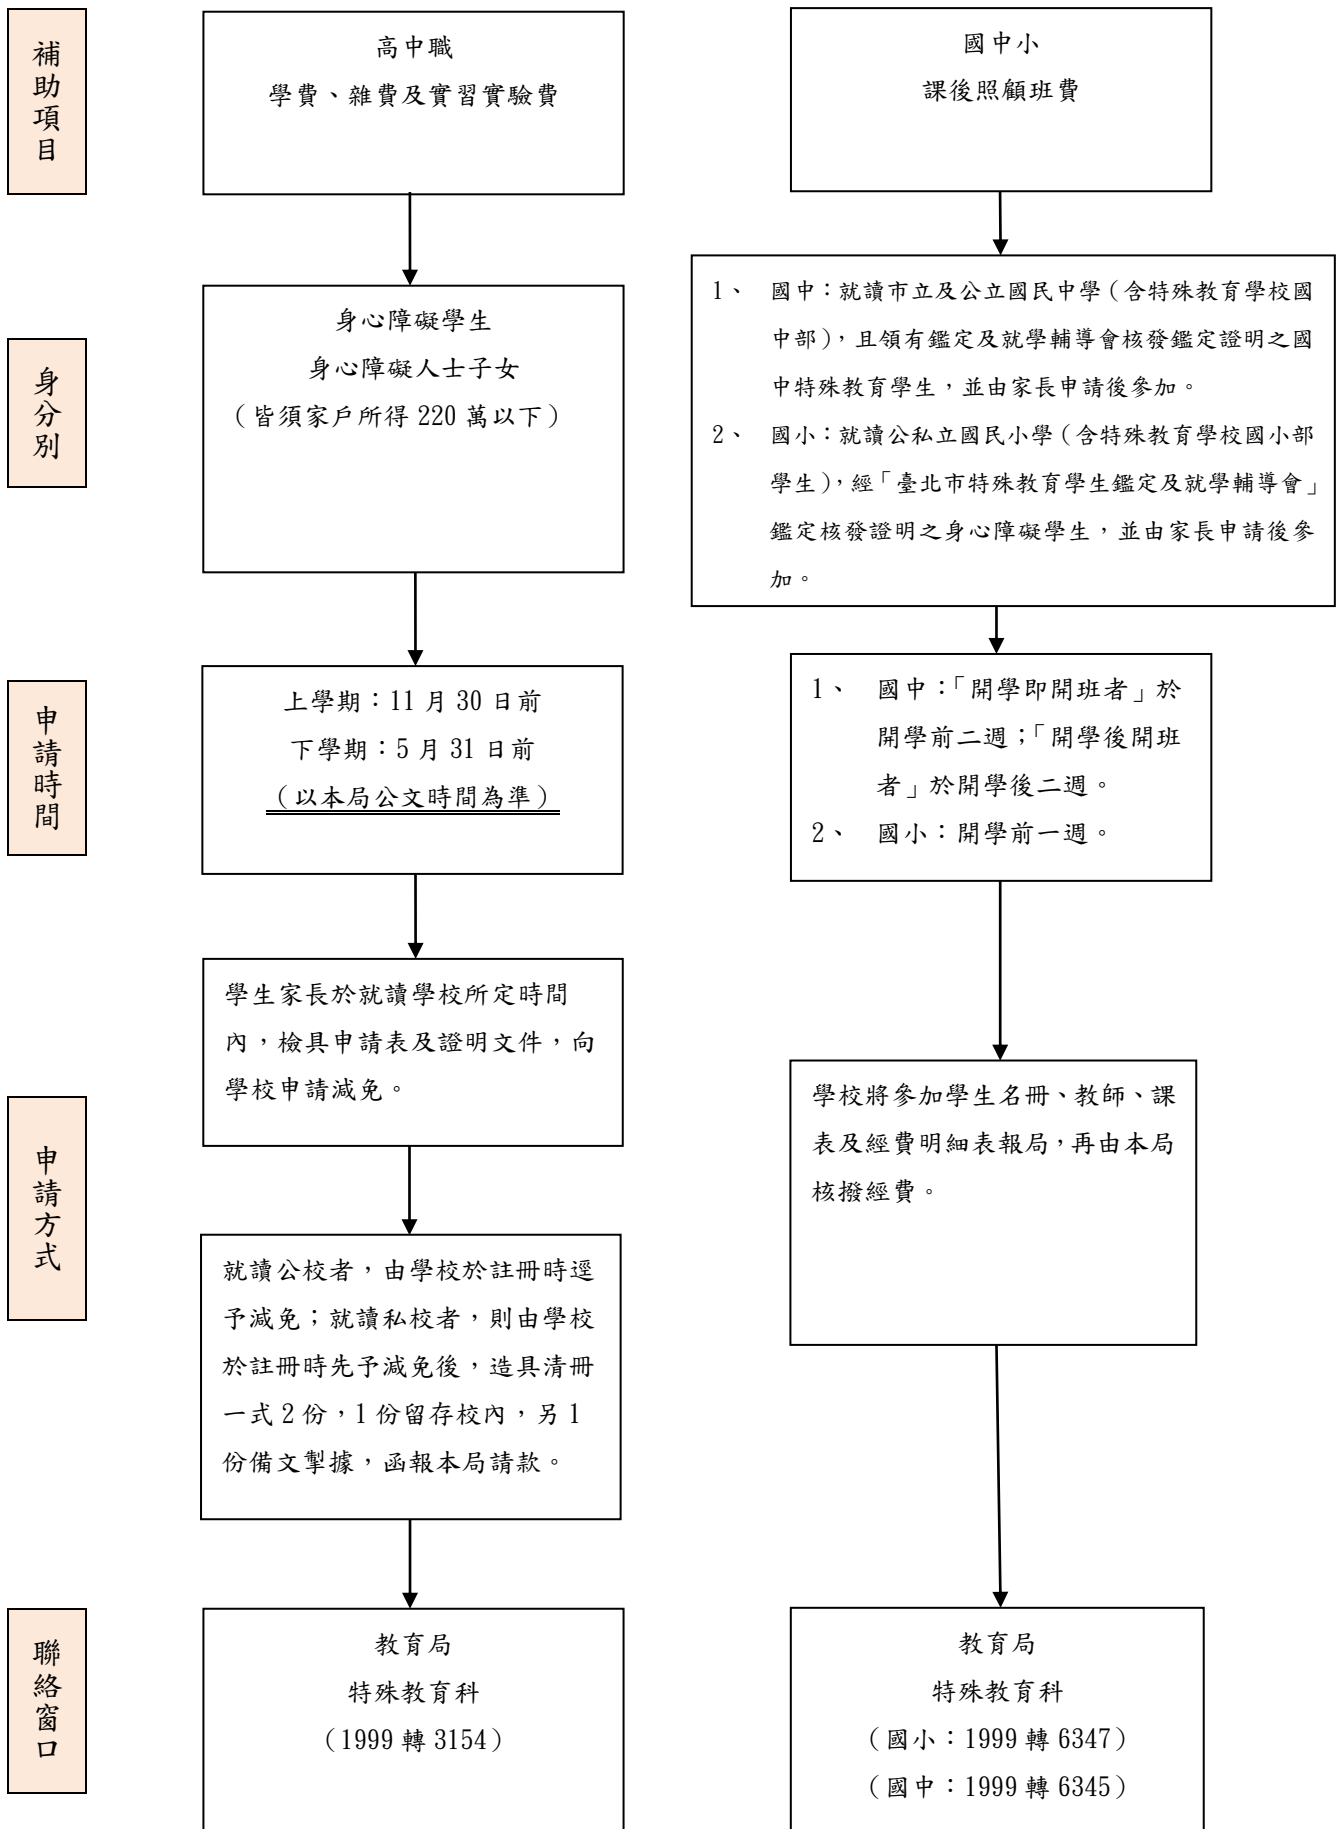 補助項目
高中職
學費、雜費及實習實驗費
國中小
課後照顧班費
身分別
身心障礙學生
身心障礙人士子女
（皆須家戶所得 220 萬以下）
1、 國中：就讀市立及公立國民中學（含特殊教育學校國
中部），且領有鑑定及就學輔導會核發鑑定證明之國
中特殊教育學生，並由家長申請後參加。
2、 國小：就讀公私立國民小學（含特殊教育學校國小部
學生），經「臺北市特殊教育學生鑑定及就學輔導會」
鑑定核發證明之身心障礙學生，並由家長申請後參
加。
申請時間
上學期：11 月 30 日前
下學期：5 月 31 日前
（以本局公文時間為準）
1、 國中：「開學即開班者」於
開學前二週；「開學後開班
者」於開學後二週。
2、 國小：開學前一週。
申請方式
學生家長於就讀學校所定時間
內，檢具申請表及證明文件，向
學校申請減免。
就讀公校者，由學校於註冊時逕
予減免；就讀私校者，則由學校
於註冊時先予減免後，造具清冊
一式 2 份，1 份留存校內，另 1
份備文掣據，函報本局請款。
學校將參加學生名冊、教師、課
表及經費明細表報局，再由本局
核撥經費。
聯絡窗口
教育局
特殊教育科
（1999 轉 3154）
教育局
特殊教育科
（國小：1999 轉 6347）
（國中：1999 轉 6345）